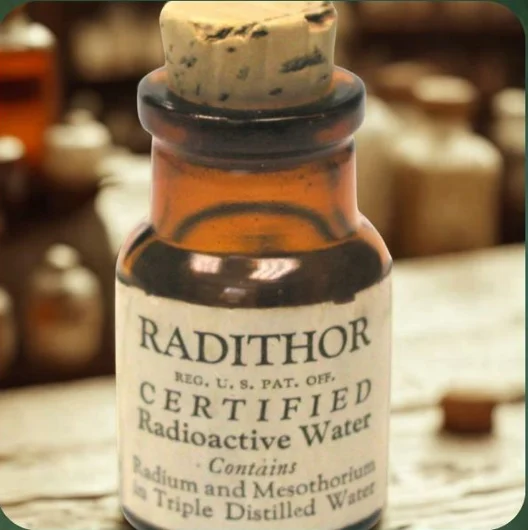 RADITHOR
REG. U. S. PAT. OFF.
CERTIFIED
Radioactive Water
Contains
Radium and Mesothorium
in Triple Distilled Water